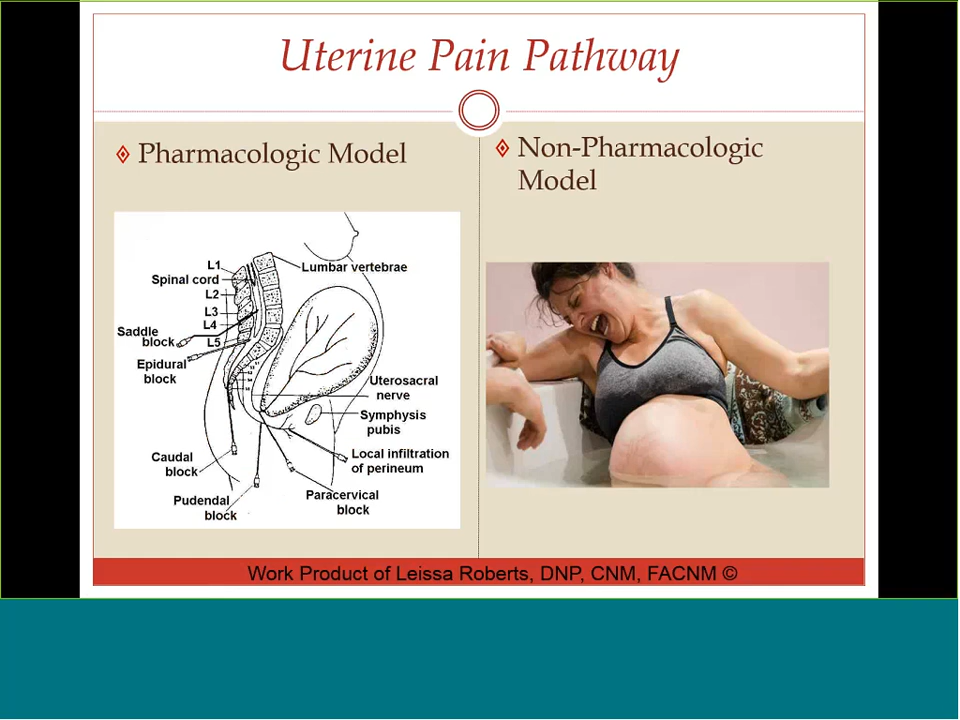 Uterine Pain Pathway
Pharmacologic Model
Non-Pharmacologic
Model
L1
Spinal cord
L2
L3
L4
Saddle
block
L5
Epidural
block
Lumbar vertebrae
Uterosacral
nerve
Symphysis
pubis
Local infiltration
of perineum
Caudal
block
Pudendal
block
Paracervical
block
Work Product of Leissa Roberts, DNP, CNM, FACNM ©